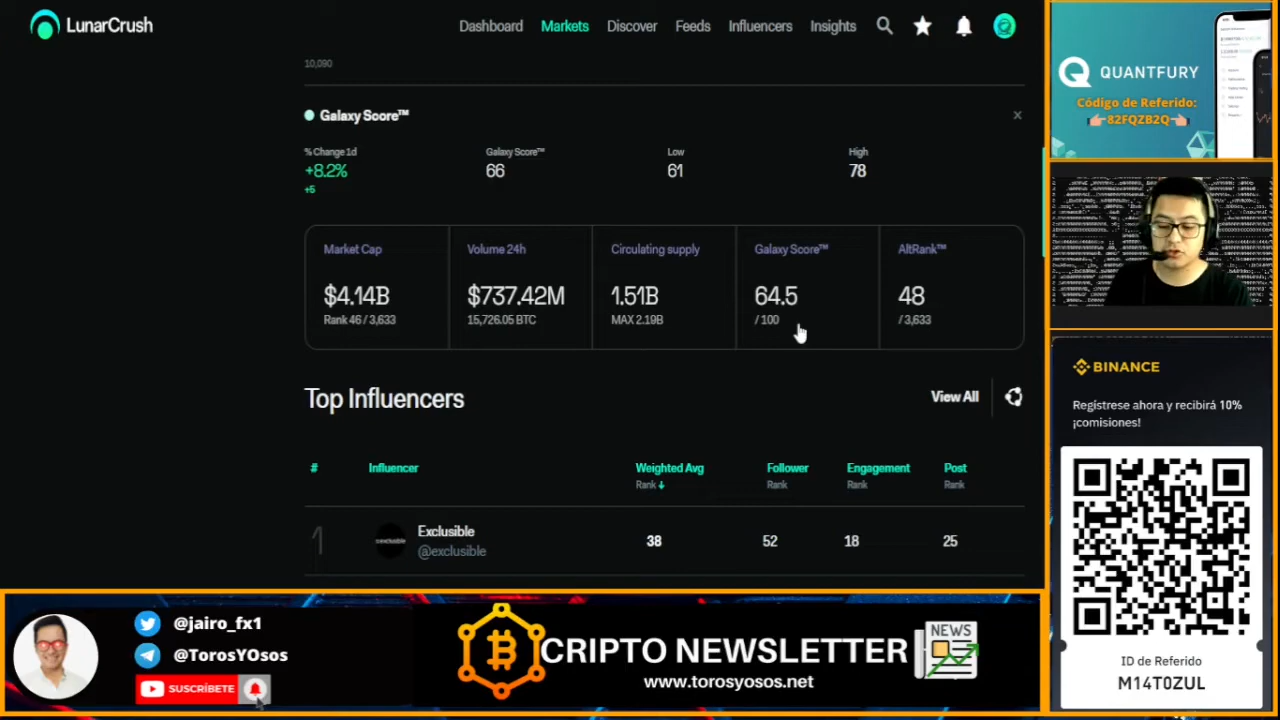 LunarCrush
Dashboard Markets Discover Feeds Influencers Insights
10,090
Galaxy Score™
% Change 1d Galaxy Score™ Low High
+8.2% 66 61 78
+5
Market Cap Volume 24h Circulating supply Galaxy Score™ AltRank™
1.51B 64.5 48
Rank 46 / 3,633 15,726.05 BTC MAX 2.19B / 100 / 3,633
Top Influencers View All
# Influencer Weighted Avg Follower Engagement Post
Rank Rank Rank Rank
1 Exclusible 38 52 18 25
@exclusible
QUANTFURY
Código de Referido:
82FQZB2Q
BINANCE
Regístrese ahora y recibirá 10%
¡comisiones!
ID de Referido
M14T0ZUL
@jairo_fx1
@TorosYOsos
SUSCRÍBETE
CRIPTO NEWSLETTER
NEWS
www.torosyosos.net